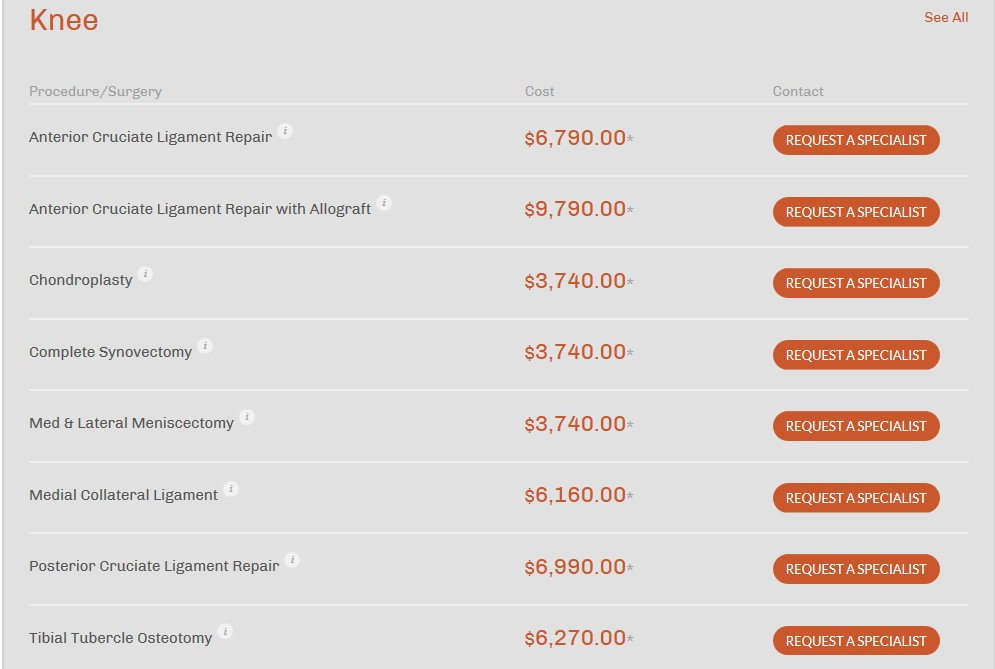 Knee See All
Procedure/Surgery Cost Contact
Anterior Cruciate Ligament Repair i $6,790.00* REQUEST A SPECIALIST
Anterior Cruciate Ligament Repair with Allograft i $9,790.00* REQUEST A SPECIALIST
Chondroplasty i $3,740.00* REQUEST A SPECIALIST
Complete Synovectomy i $3,740.00* REQUEST A SPECIALIST
Med & Lateral Meniscectomy i $3,740.00* REQUEST A SPECIALIST
Medial Collateral Ligament i $6,160.00* REQUEST A SPECIALIST
Posterior Cruciate Ligament Repair i $6,990.00* REQUEST A SPECIALIST
Tibial Tubercle Osteotomy i $6,270.00* REQUEST A SPECIALIST